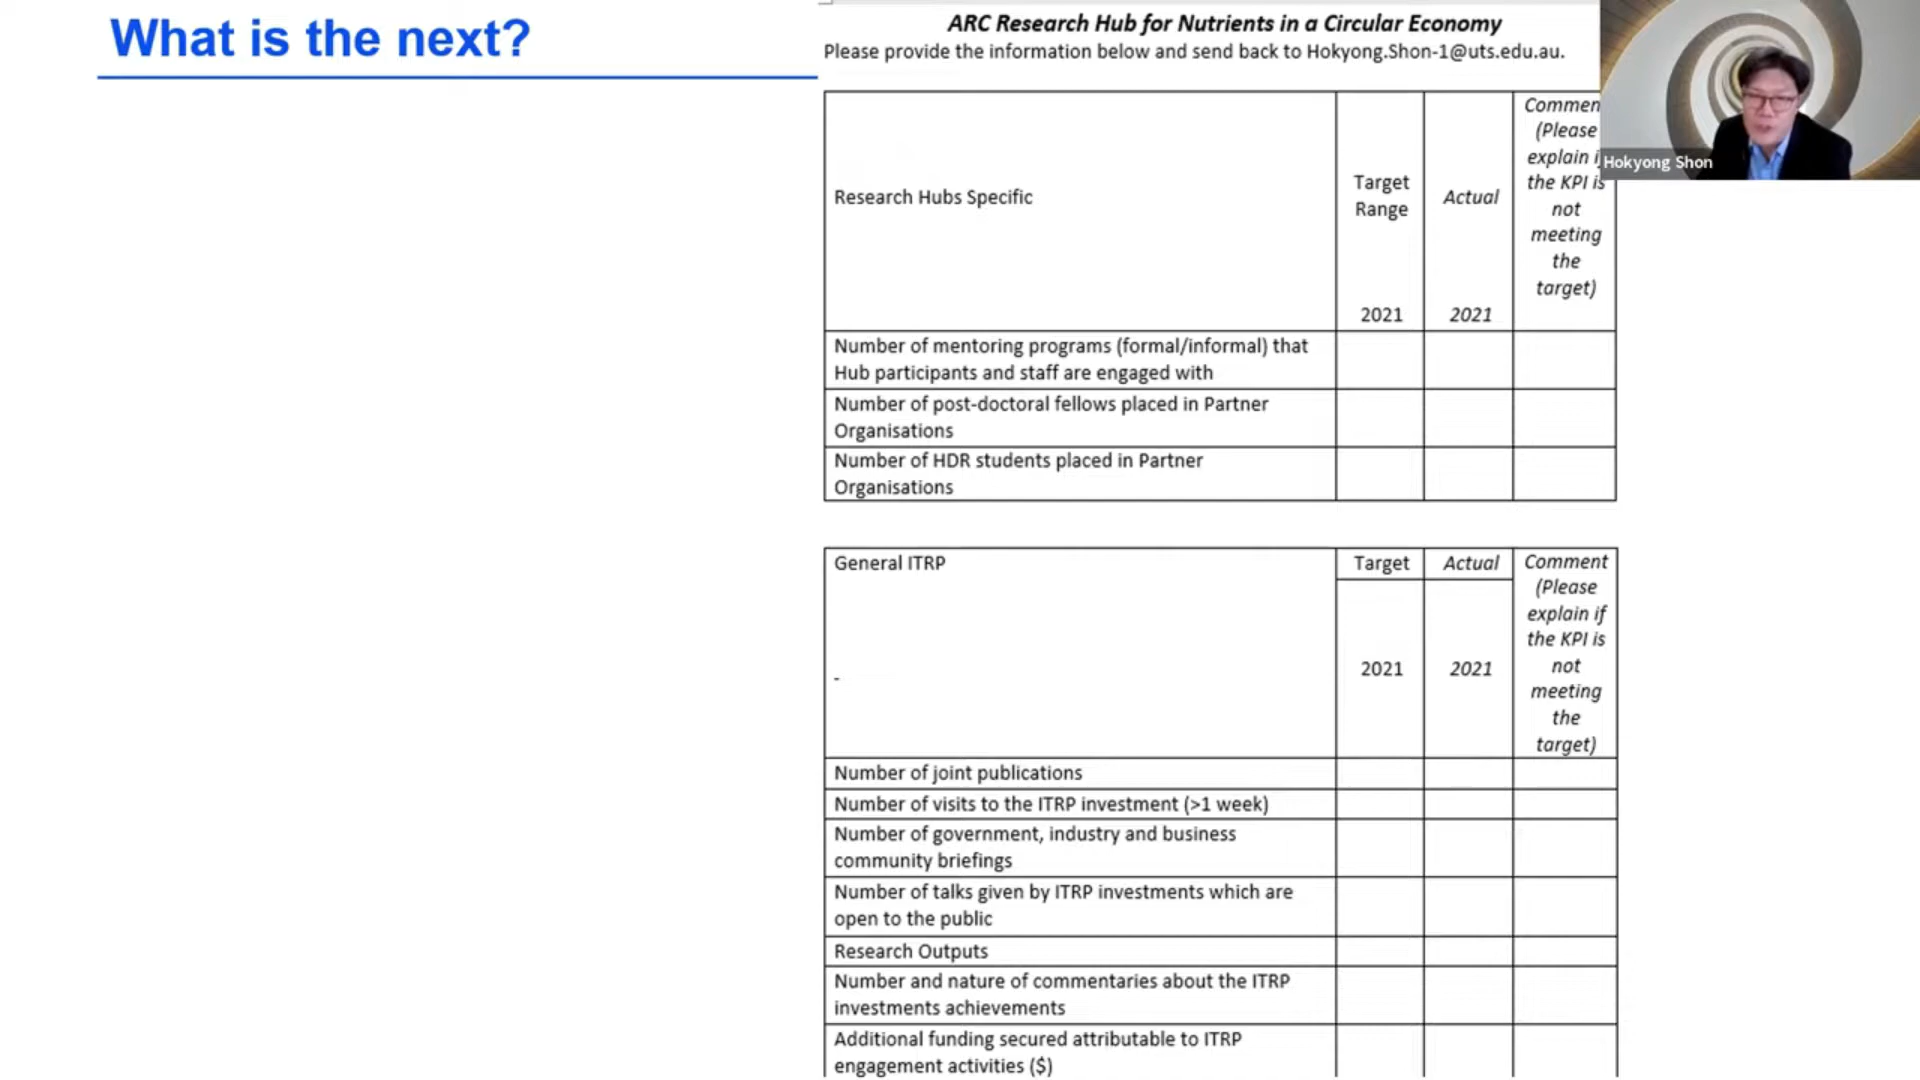 What is the next?
ARC Research Hub for Nutrients in a Circular Economy
Please provide the information below and send back to Hokyong.Shon-1@uts.edu.au.
Hokyong Shon
Research Hubs Specific
Target
Range
2021
Actual
2021
Commen
(Please
explain i
the KPI is
not
meeting
the
target)
Number of mentoring programs (formal/informal) that
Hub participants and staff are engaged with
Number of post-doctoral fellows placed in Partner
Organisations
Number of HDR students placed in Partner
Organisations
General ITRP
-
Target
2021
Actual
2021
Comment
(Please
explain if
the KPI is
not
meeting
the
target)
Number of joint publications
Number of visits to the ITRP investment (>1 week)
Number of government, industry and business
community briefings
Number of talks given by ITRP investments which are
open to the public
Research Outputs
Number and nature of commentaries about the ITRP
investments achievements
Additional funding secured attributable to ITRP
engagement activities ($)